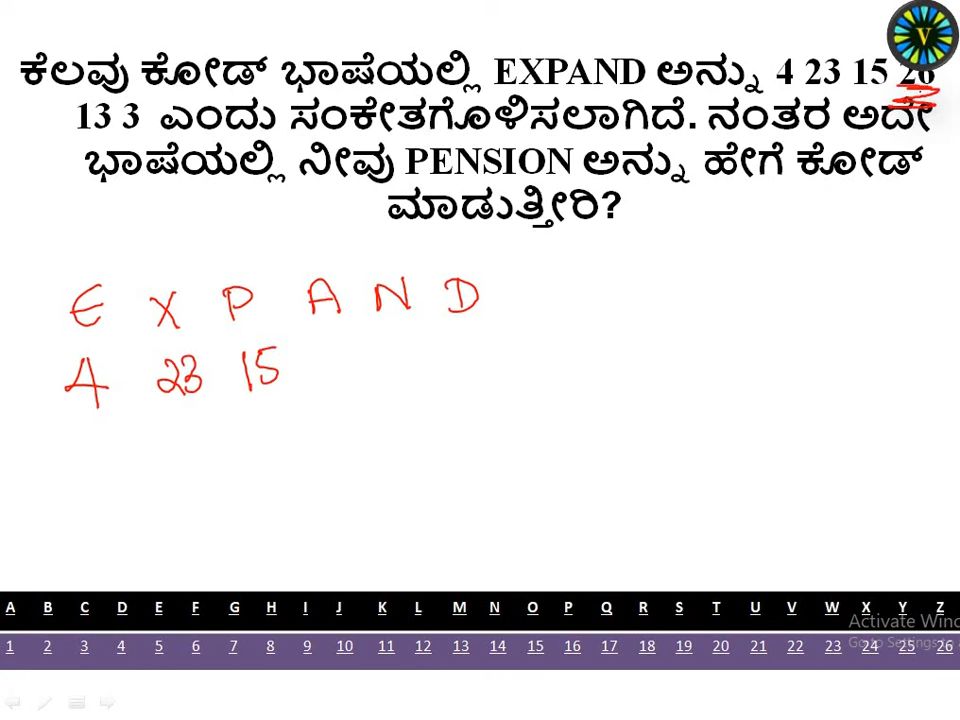 ಕೆಲವು ಕೋಡ್ ಭಾಷೆಯಲ್ಲಿ EXPAND ಅನ್ನು 4 23 15 26
13 3 ಎಂದು ಸಂಕೇತಗೊಳಿಸಲಾಗಿದೆ. ನಂತರ ಅದೇ
ಭಾಷೆಯಲ್ಲಿ ನೀವು PENSION ಅನ್ನು ಹೇಗೆ ಕೋಡ್
ಮಾಡುತ್ತೀರಿ?
E X P A N D
4 23 15
A B C D E F G H I J K L M N O P Q R S T U V W X Y Z
1 2 3 4 5 6 7 8 9 10 11 12 13 14 15 16 17 18 19 20 21 22 23 24 25 26
V